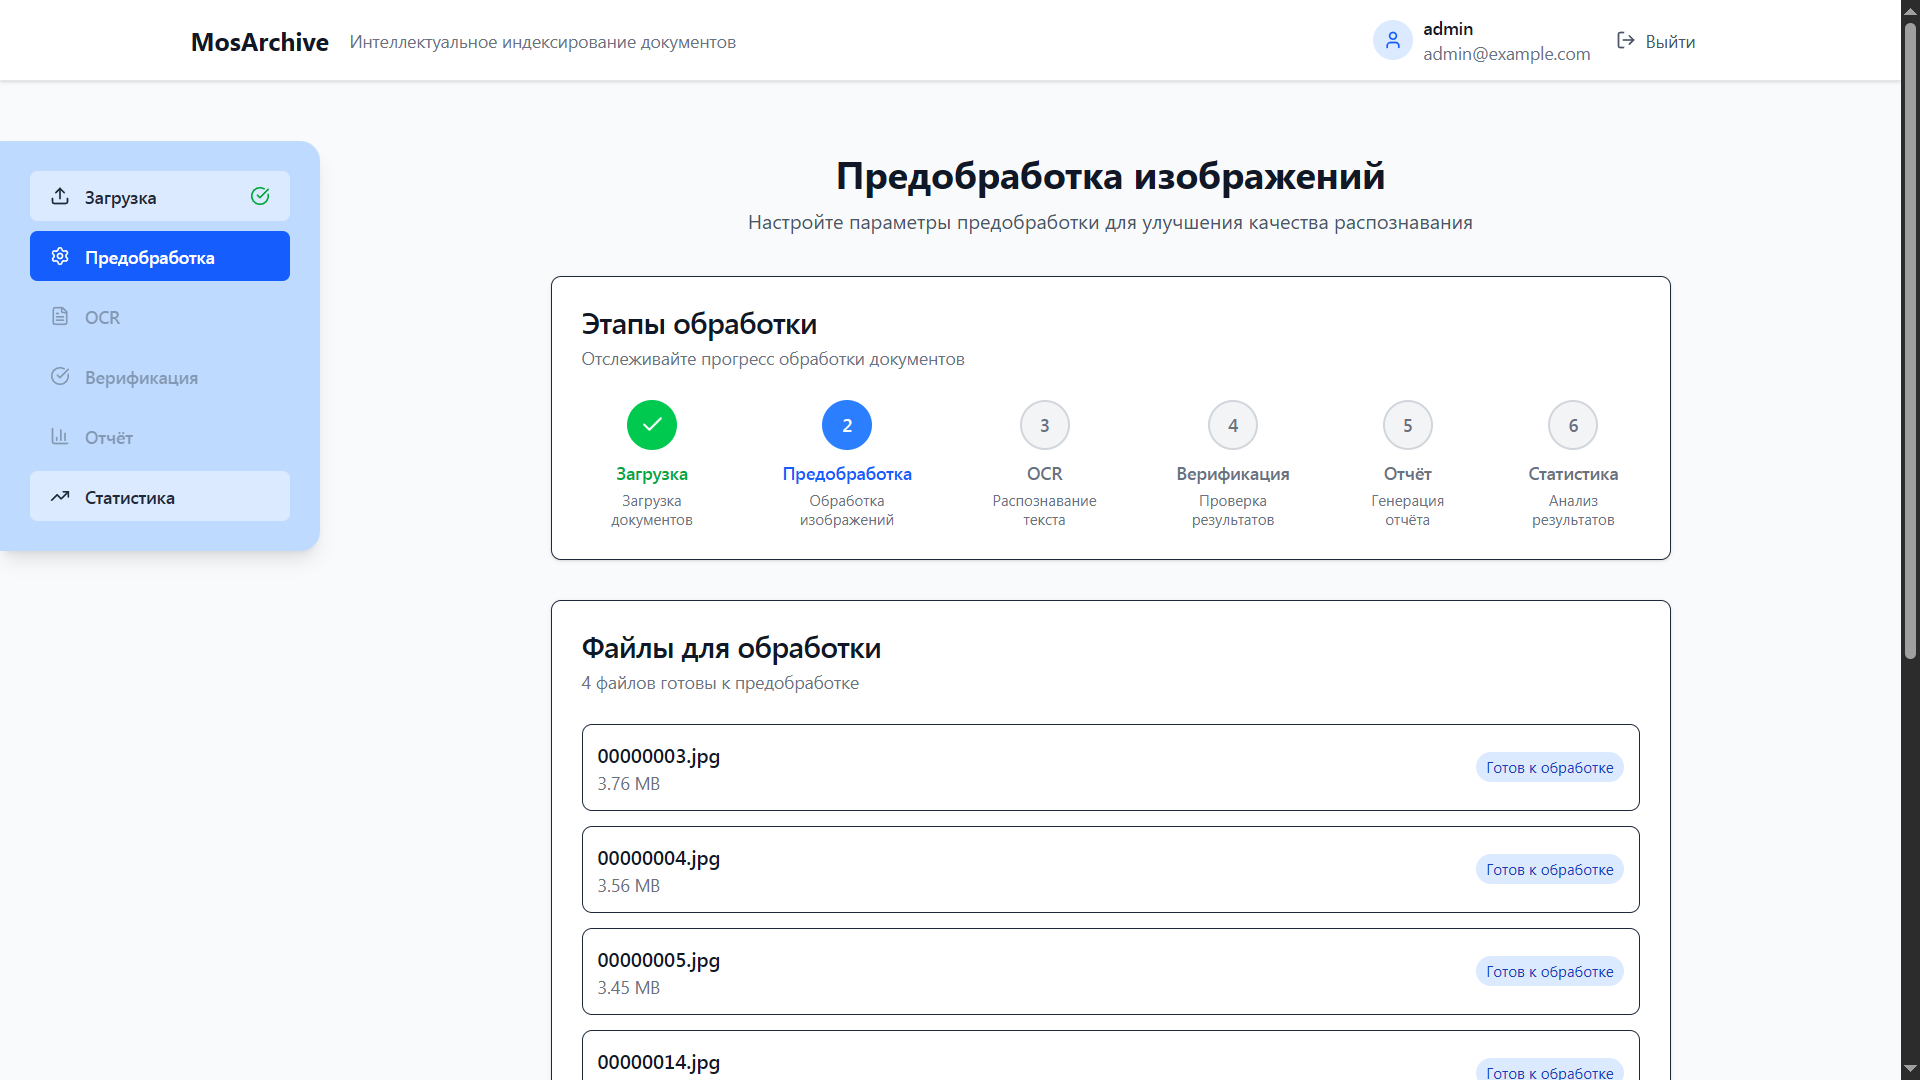 MosArchive
Интеллектуальное индексирование документов
admin
admin@example.com
Выйти
Загрузка
Предобработка
OCR
Верификация
Отчёт
Статистика
Предобработка изображений
Настройте параметры предобработки для улучшения качества распознавания
Этапы обработки
Отслеживайте прогресс обработки документов
Загрузка
Загрузка
документов
2
Предобработка
Обработка
изображений
3
OCR
Распознавание
текста
4
Верификация
Проверка
результатов
5
Отчёт
Генерация
отчёта
6
Статистика
Анализ
результатов
Файлы для обработки
4 файлов готовы к предобработке
00000003.jpg
3.76 MB
Готов к обработке
00000004.jpg
3.56 MB
Готов к обработке
00000005.jpg
3.45 MB
Готов к обработке
00000014.jpg
Готов к обработке